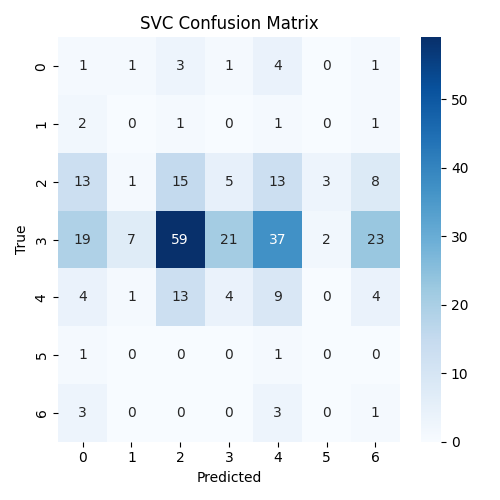 SVC Confusion Matrix
0 1 1 3 1 4 0 1
1 2 0 1 0 1 0 1
2 13 1 15 5 13 3 8
3 19 7 59 21 37 2 23
4 4 1 13 4 9 0 4
5 1 0 0 0 1 0 0
6 3 0 0 0 3 0 1
0 1 2 3 4 5 6
Predicted
True
50
40
30
20
10
0